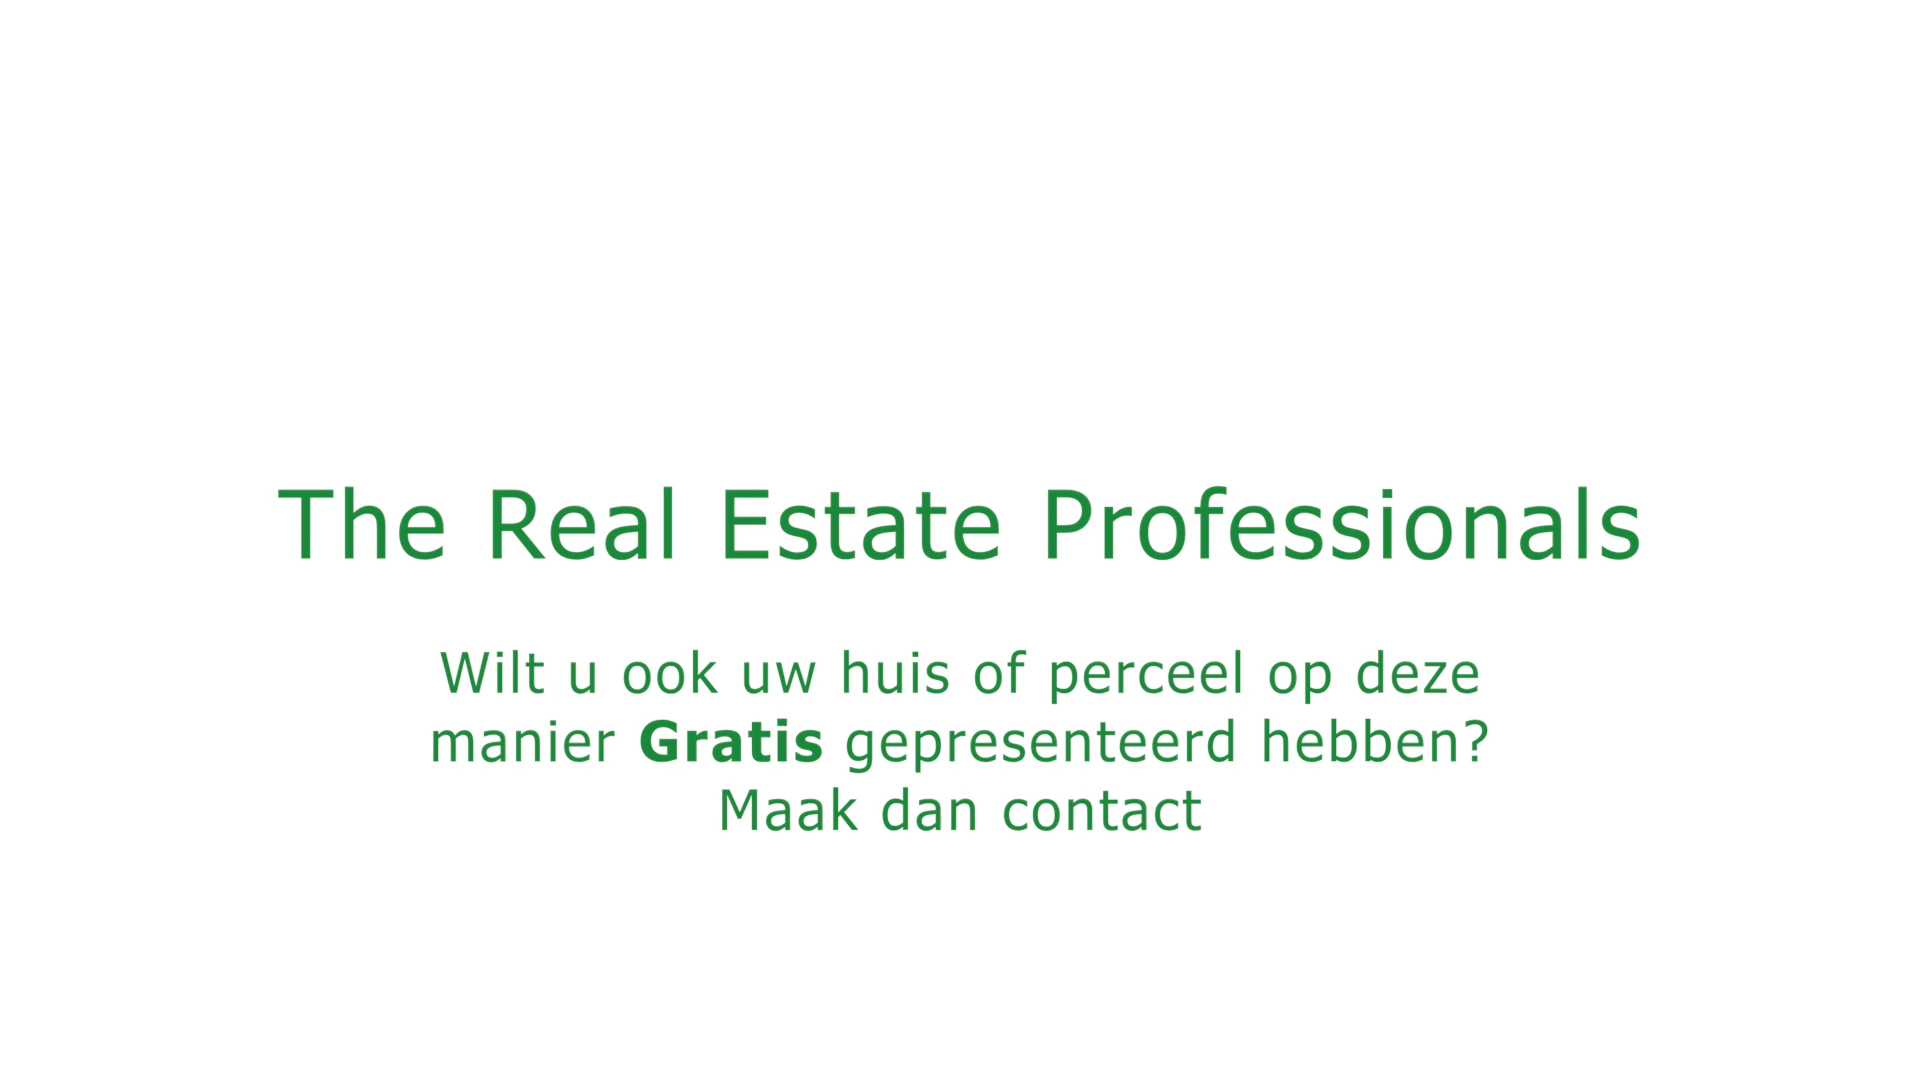 The Real Estate Professionals
Wilt u ook uw huis of perceel op deze
manier Gratis gepresenteerd hebben?
Maak dan contact